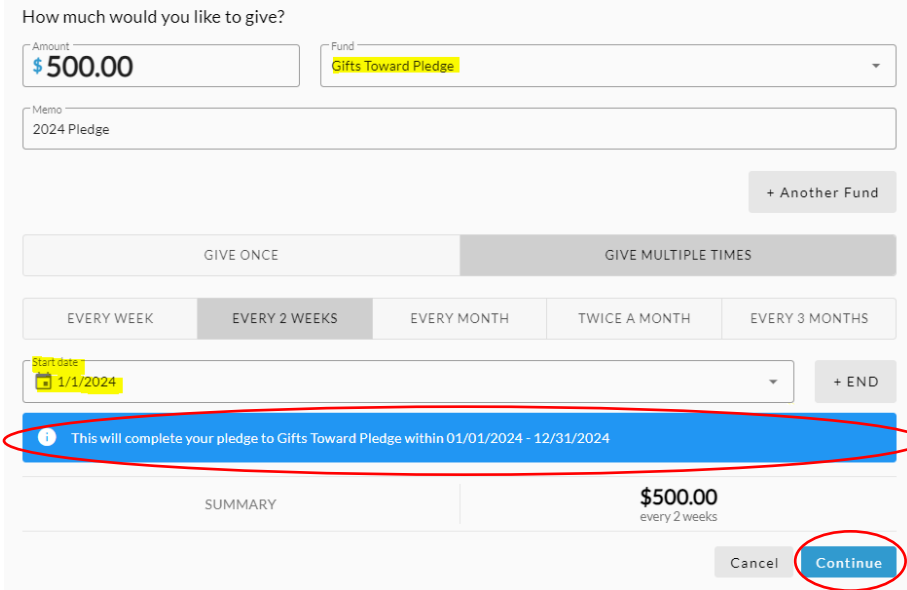 How much would you like to give?
Amount
Fund
$500.00
Gifts Toward Pledge
Memo
2024 Pledge
+ Another Fund
GIVE ONCE
GIVE MULTIPLE TIMES
EVERY WEEK
EVERY 2 WEEKS
EVERY MONTH
TWICE A MONTH
EVERY 3 MONTHS
Start date
1/1/2024
+ END
This will complete your pledge to Gifts Toward Pledge within 01/01/2024 - 12/31/2024
SUMMARY
$500.00
every 2 weeks
Cancel
Continue